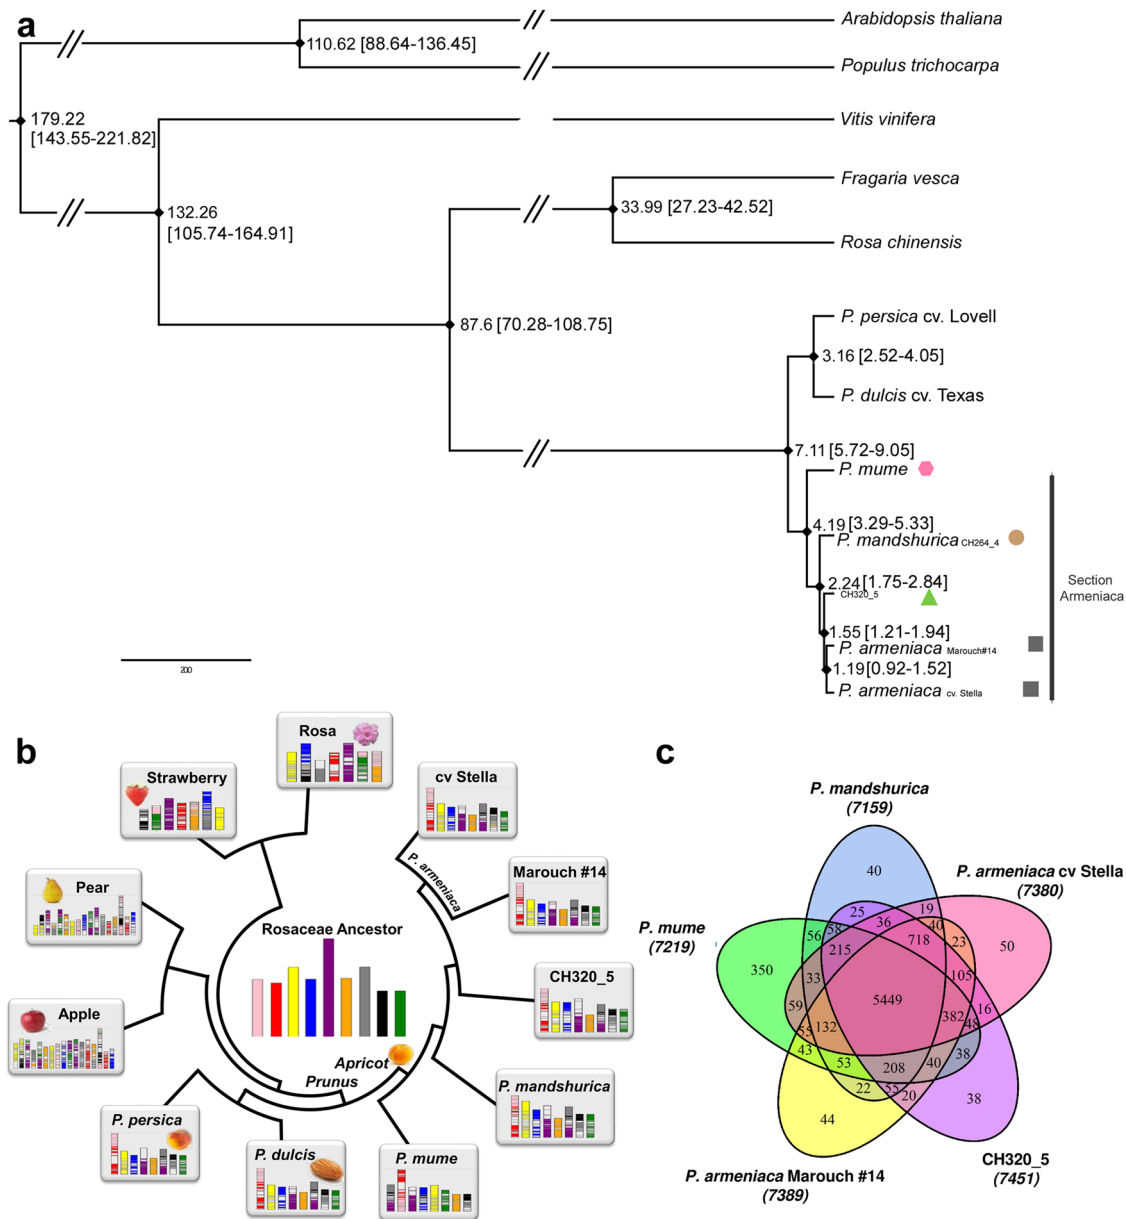 a
Arabidopsis thaliana
110.62 [88.64-136.45]
Populus trichocarpa
179.22
[143.55-221.82]
Vitis vinifera
Fragaria vesca
33.99 [27.23-42.52]
132.26
[105.74-164.91]
Rosa chinensis
P. persica cv. Lovell
87.6 [70.28-108.75]
3.16 [2.52-4.05]
P. dulcis cv. Texas
7.11 [5.72-9.05]
P. mume
4.19 [3.29-5.33]
P. mandshurica CH264_4
2.24 [1.75-2.84]
CH320_5
Section
Armeniaca
1.55 [1.21-1.94]
P. armeniaca Marouch#14
1.19 [0.92-1.52]
P. armeniaca cv. Stella
200
b
Rosa
Strawberry
cv Stella
P. armeniaca
Marouch #14
Pear
Rosaceae Ancestor
CH320_5
Apple
Apricot
Prunus
P. mandshurica
P. persica
P. dulcis
P. mume
c
P. mandshurica
(7159)
P. armeniaca cv Stella
(7380)
P. mume
(7219)
40
25
36
19
40
23
50
56
58
215
718
105
350
33
59
5449
382
16
48
55
132
43
53
208
40
38
22
55
20
38
44
P. armeniaca Marouch #14
(7389)
CH320_5
(7451)